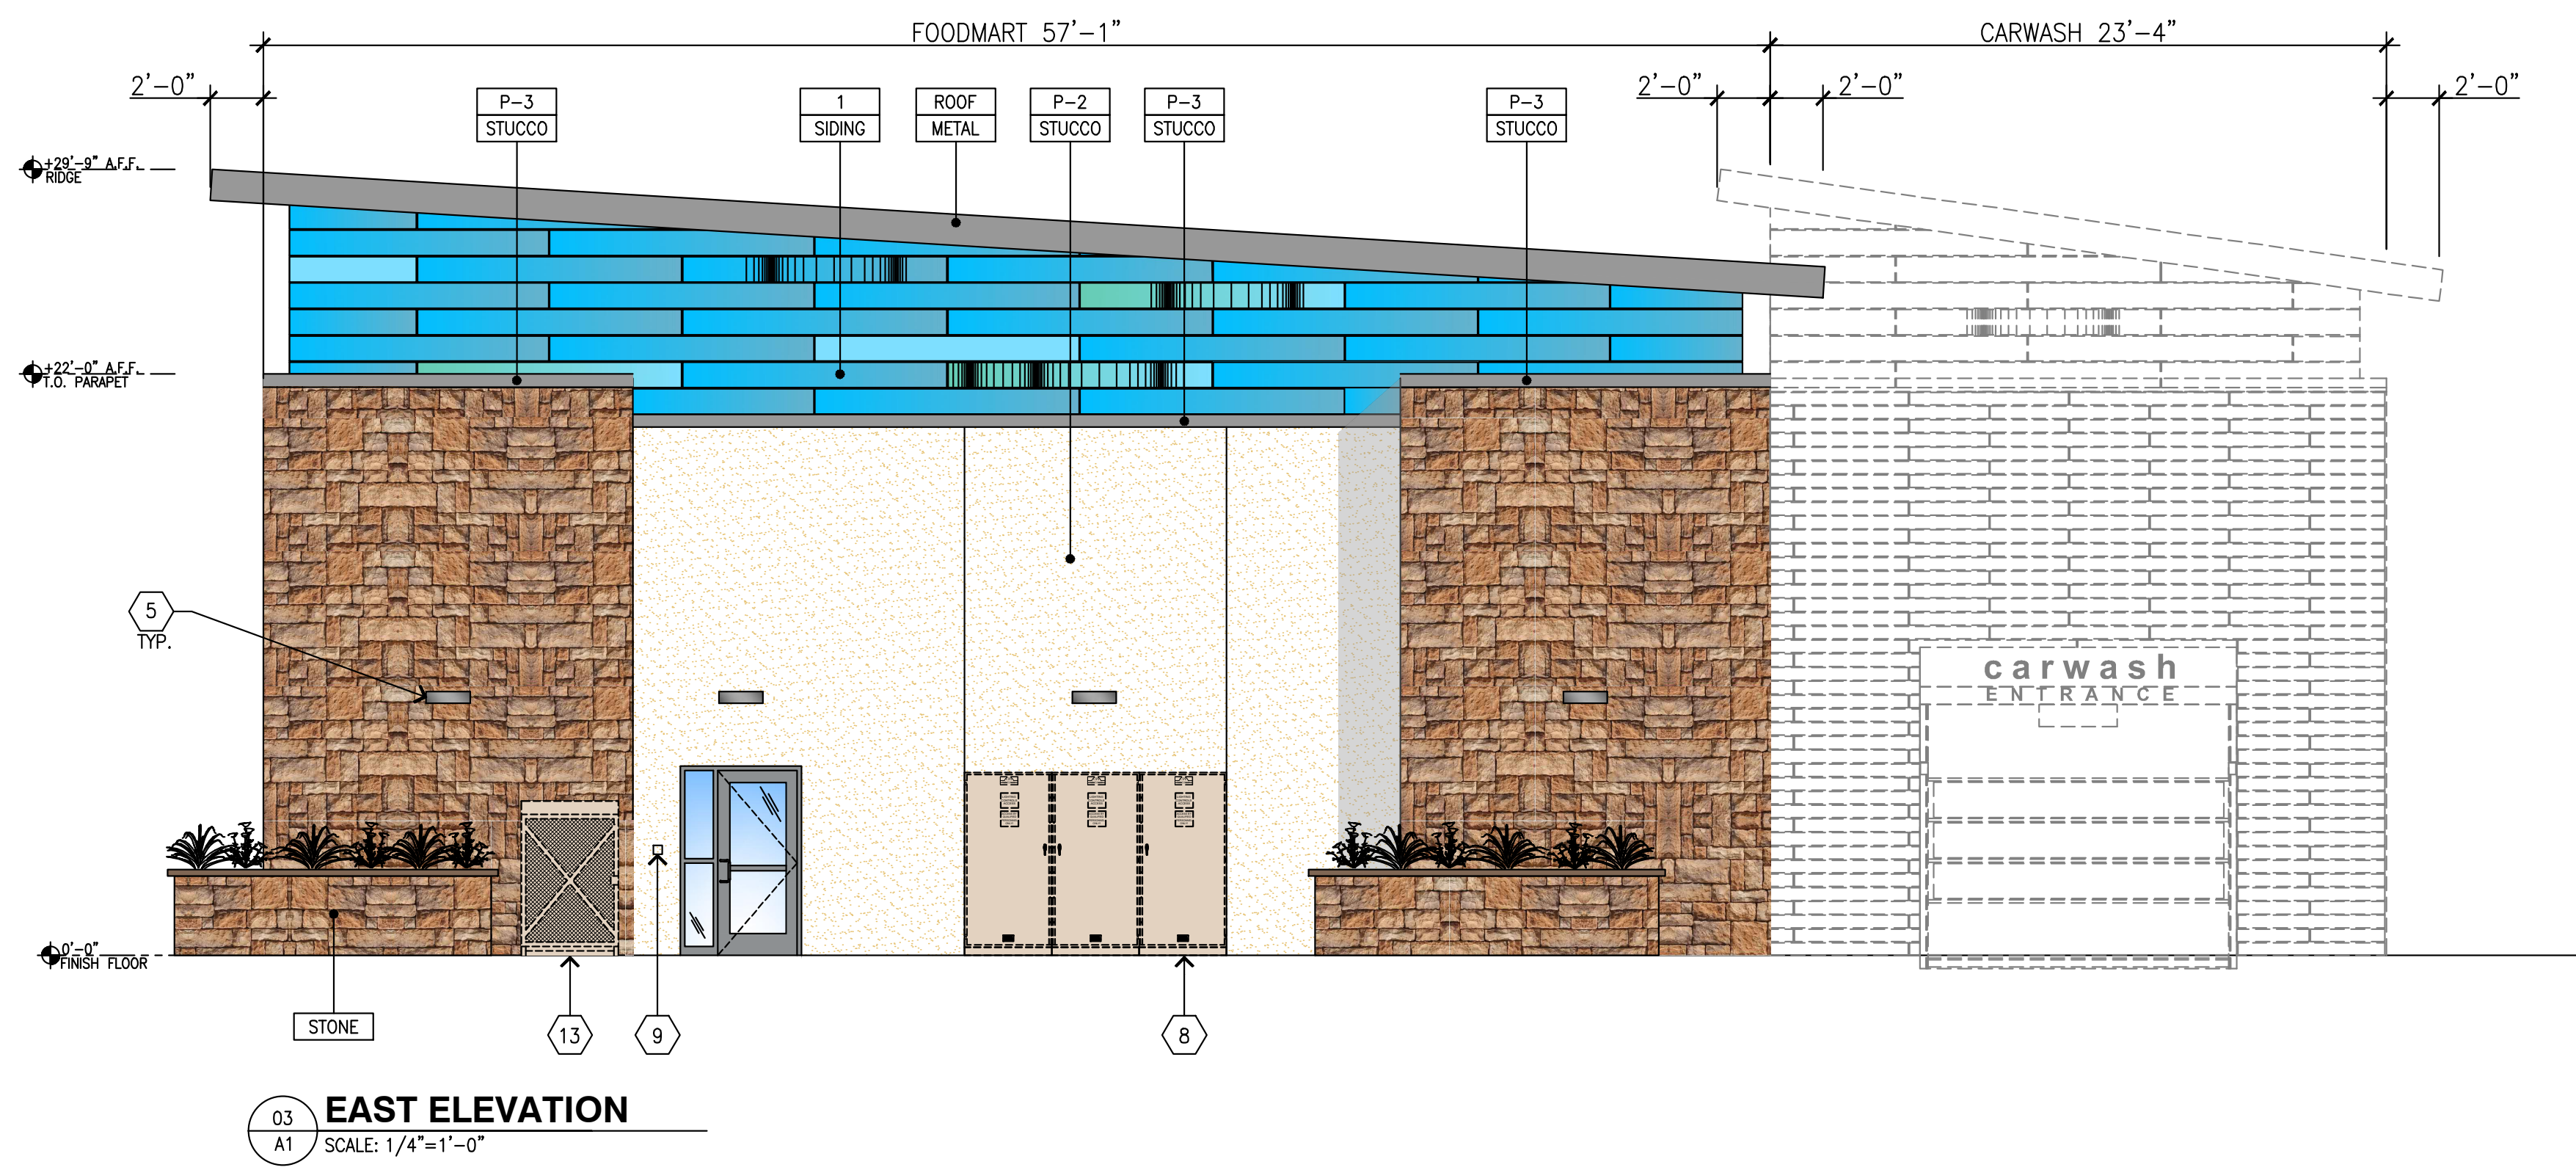 FOODMART 57'-1"
CARWASH 23'-4"
2'-0"
2'-0"
2'-0"
2'-0"
P-3
STUCCO
1
SIDING
ROOF
METAL
P-2
STUCCO
P-3
STUCCO
P-3
STUCCO
+29'-9" A.F.F.
RIDGE
+22'-0" A.F.F.
T.O. PARAPET
5
TYP.
carwash
ENTRANCE
0'-0"
FINISH FLOOR
STONE
13
9
8
03
A1
EAST ELEVATION
SCALE: 1/4"=1'-0"